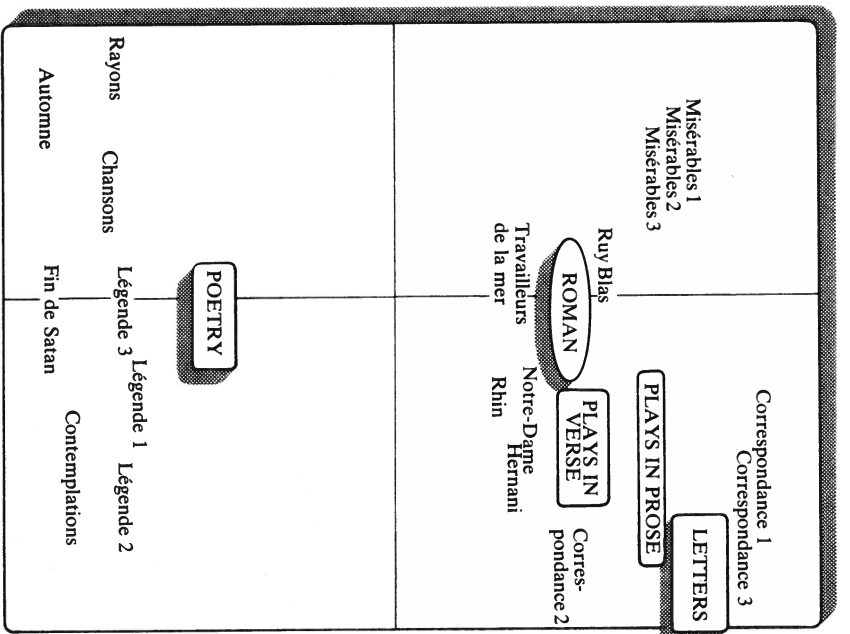 Correspondance 1
Correspondance 3
LETTERS
Misérables 1
Misérables 2
Misérables 3
PLAYS IN PROSE
Ruy Blas
ROMAN
PLAYS IN
VERSE
Corres-
pondance 2
Travailleurs
de la mer
Notre-Dame
Hernani
Rhin
POETRY
Légende 1
Légende 3
Légende 2
Rayons
Chansons
Contemplations
Fin de Satan
Automne